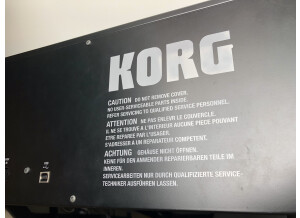 KORG
CAUTION DO NOT REMOVE COVER.
NO USER-SERVICEABLE PARTS INSIDE.
REFER SERVICING TO QUALIFIED SERVICE PERSONNEL.
ATTENTION NE PAS ENLEVER LE COUVERCLE.
IL NE SE TROUVE A L'INTERIEUR AUCUNE PIECE POUVANT
ETRE REPARÉE PAR L'USAGER.
S'ADRESSER A UN REPARATEUR COMPETENT.
ACHTUNG GEHÄUSE NICHT ÖFFNEN.
KEINE FÜR DEN ANWENDER REPARIERBAREN TEILE IM
INNEREN.
SERVICEARBEITEN NUR DURCH QUALIFIZIERTE SERVICE-
TECHNIKER AUSFÜHREN LASSEN.